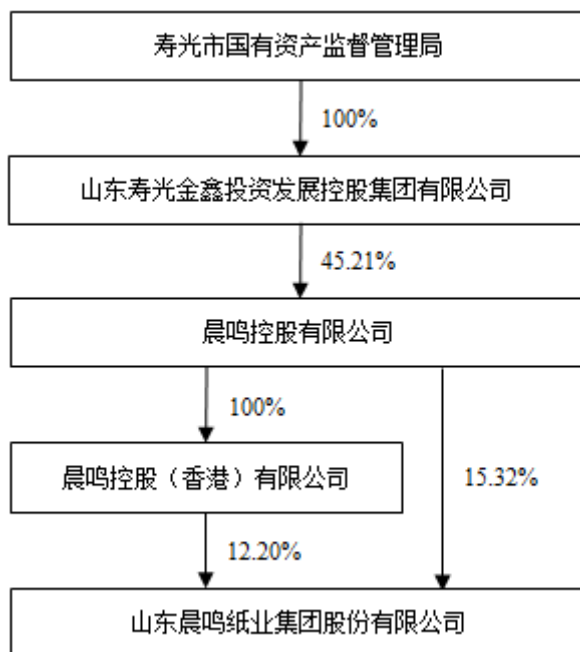 寿光市国有资产监督管理局
100%
山东寿光金鑫投资发展控股集团有限公司
45.21%
晨鸣控股有限公司
100%
晨鸣控股（香港）有限公司
15.32%
12.20%
山东晨鸣纸业集团股份有限公司